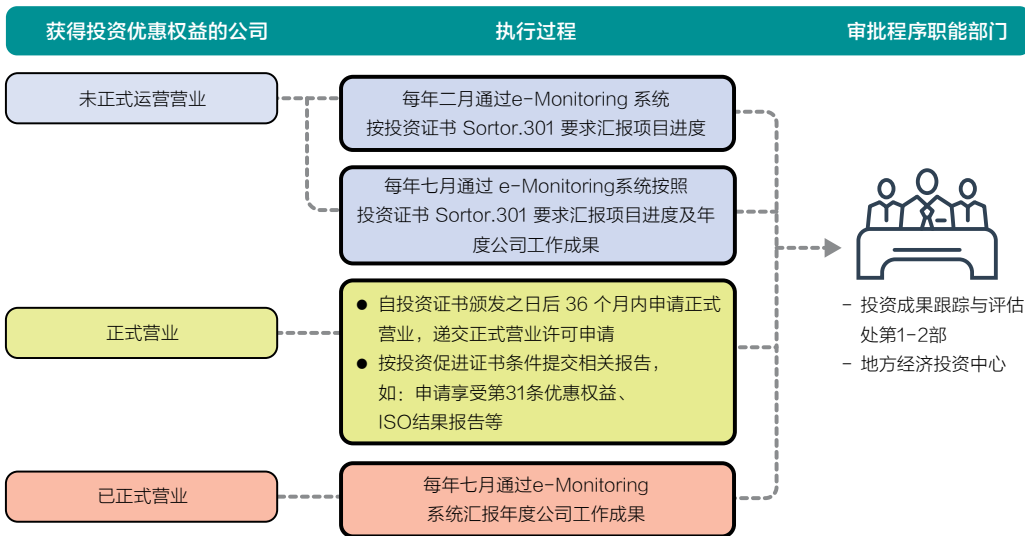 获得投资优惠权益的公司
执行过程
审批程序职能部门
未正式运营营业
每年二月通过e-Monitoring 系统
按投资证书 Sortor.301 要求汇报项目进度
每年七月通过 e-Monitoring系统按照
投资证书 Sortor.301 要求汇报项目进度及年
度公司工作成果
正式营业
● 自投资证书颁发之日后 36 个月内申请正式
营业，递交正式营业许可申请
● 按投资促进证书条件提交相关报告，
如：申请享受第31条优惠权益、
ISO结果报告等
已正式营业
每年七月通过e-Monitoring
系统汇报年度公司工作成果
- 投资成果跟踪与评估
处第1-2部
- 地方经济投资中心